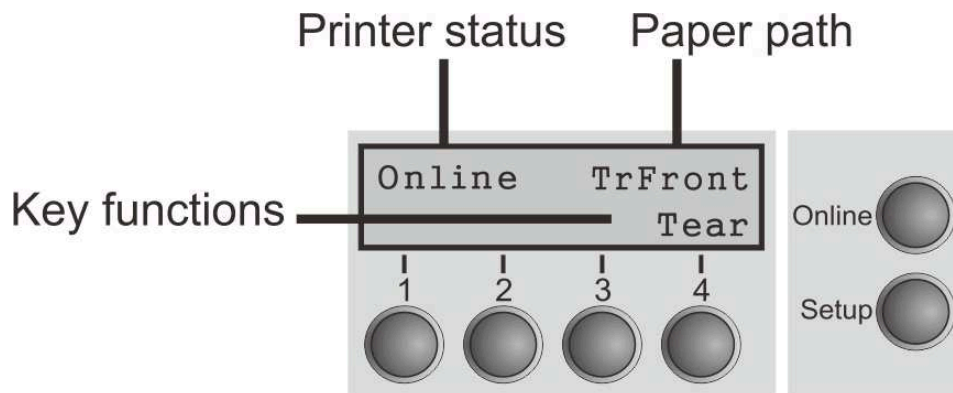 Printer status Paper path
Online TrFront
Key functions
Tear
1 2 3 4
Online
Setup